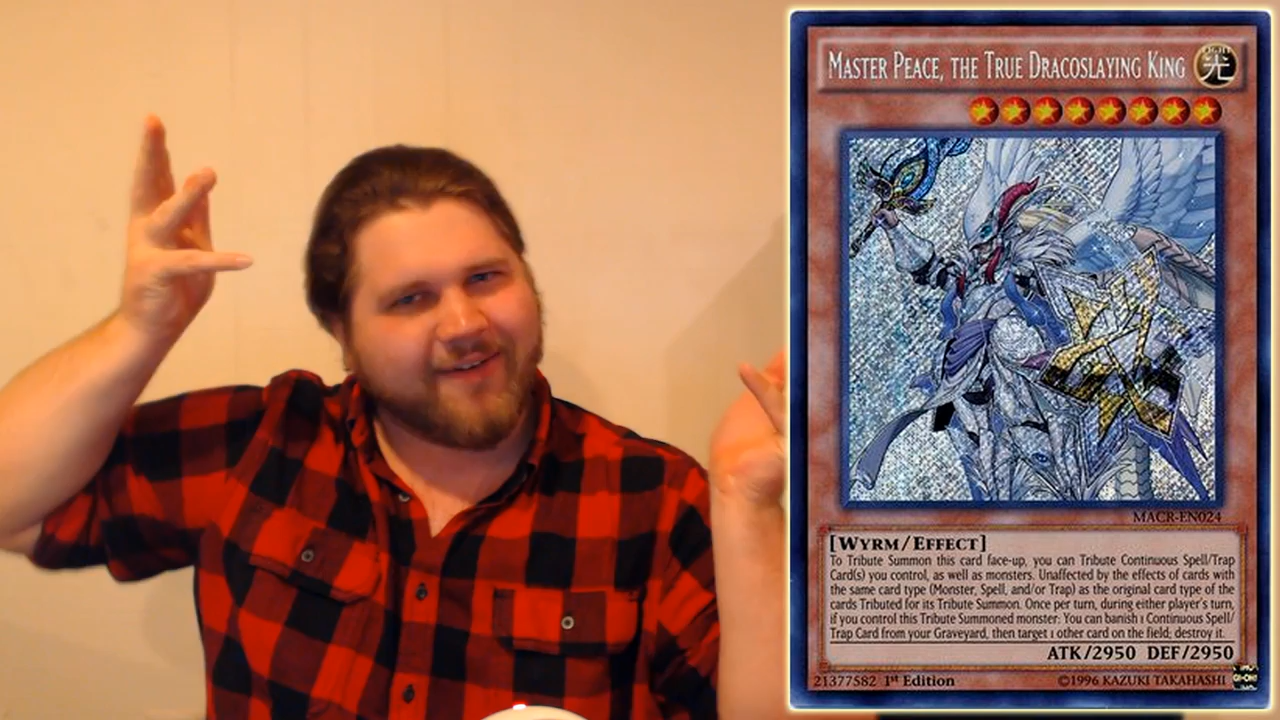 MASTER PEACE, THE TRUE DRACOSLAYING KING
LIGHT
光
MACR-EN024
[WYRM/EFFECT]
To Tribute Summon this card face-up, you can Tribute Continuous Spell/Trap
Card(s) you control, as well as monsters. Unaffected by the effects of cards with
the same card type (Monster, Spell, and/or Trap) as the original card type of the
cards Tributed for its Tribute Summon. Once per turn, during either player's turn,
if you control this Tribute Summoned monster: You can banish 1 Continuous Spell/
Trap Card from your Graveyard, then target 1 other card on the field; destroy it.
ATK/2950 DEF/2950
21377582 1st Edition ©1996 KAZUKI TAKAHASHI